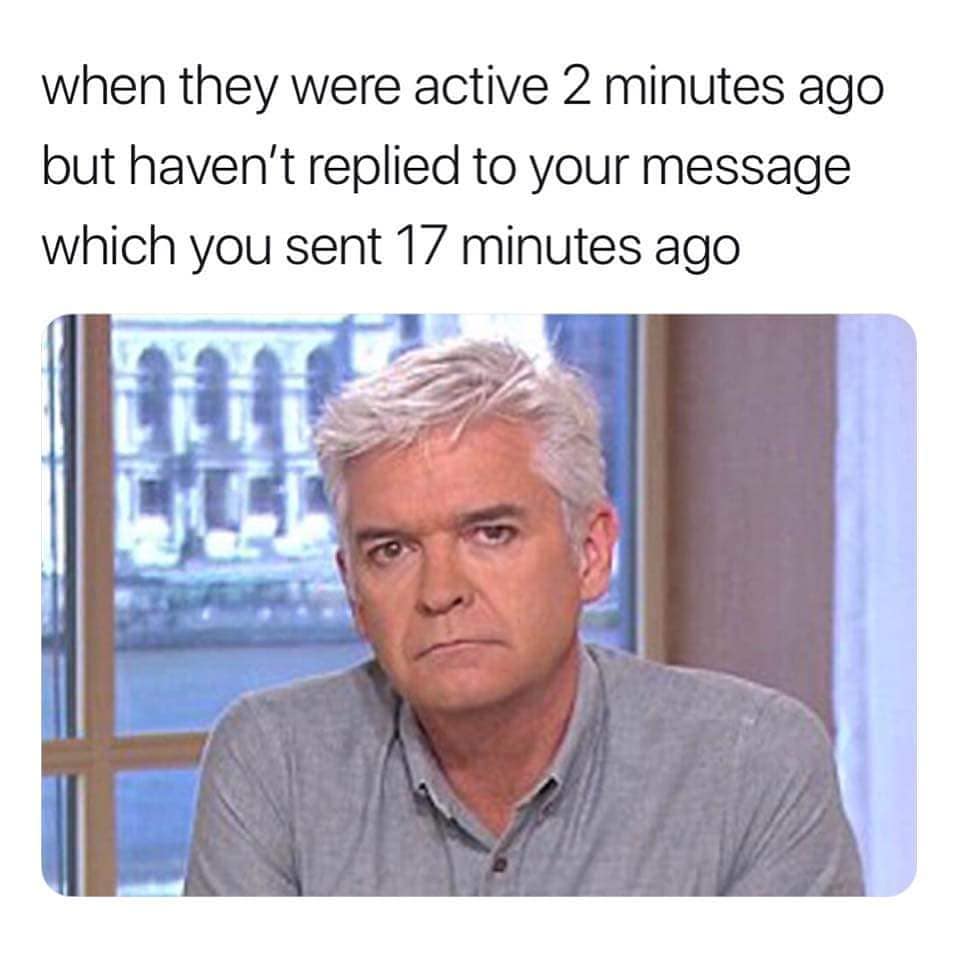 when they were active 2 minutes ago
but haven’t replied to your message
which you sent 17 minutes ago